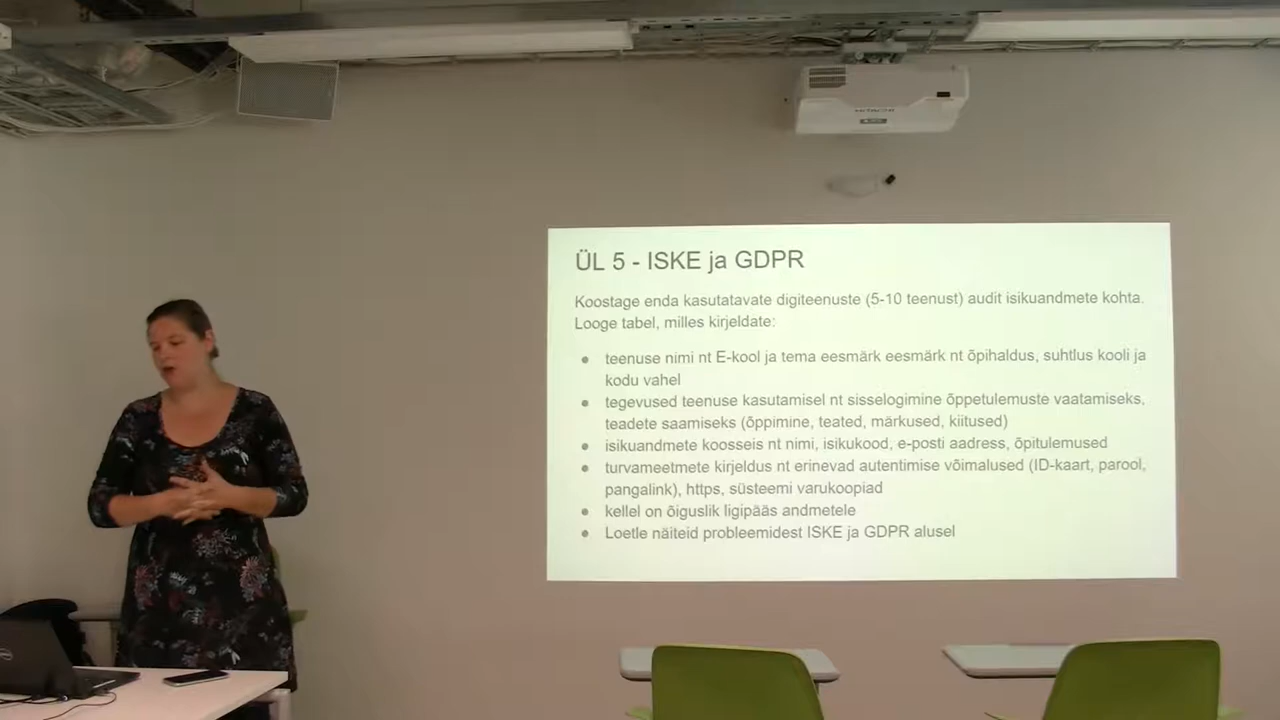 HITACHI
ÜL 5 - ISKE ja GDPR
Koostage enda kasutatavate digiteenuste (5-10 teenust) audit isikuandmete kohta.
Looge tabel, milles kirjeldate:
● teenuse nimi nt E-kool ja tema eesmärk eesmärk nt õpihaldus, suhtlus kooli ja
kodu vahel
● tegevused teenuse kasutamisel nt sisselogimine õppetulemuste vaatamiseks,
teadete saamiseks (õppimine, teated, märkused, kiitused)
● isikuandmete koosseis nt nimi, isikukood, e-posti aadress, õpitulemused
● turvameetmete kirjeldus nt erinevad autentimise võimalused (ID-kaart, parool,
pangalink), https, süsteemi varukoopiad
● kellel on õiguslik ligipääs andmetele
● Loetle näiteid probleemidest ISKE ja GDPR alusel